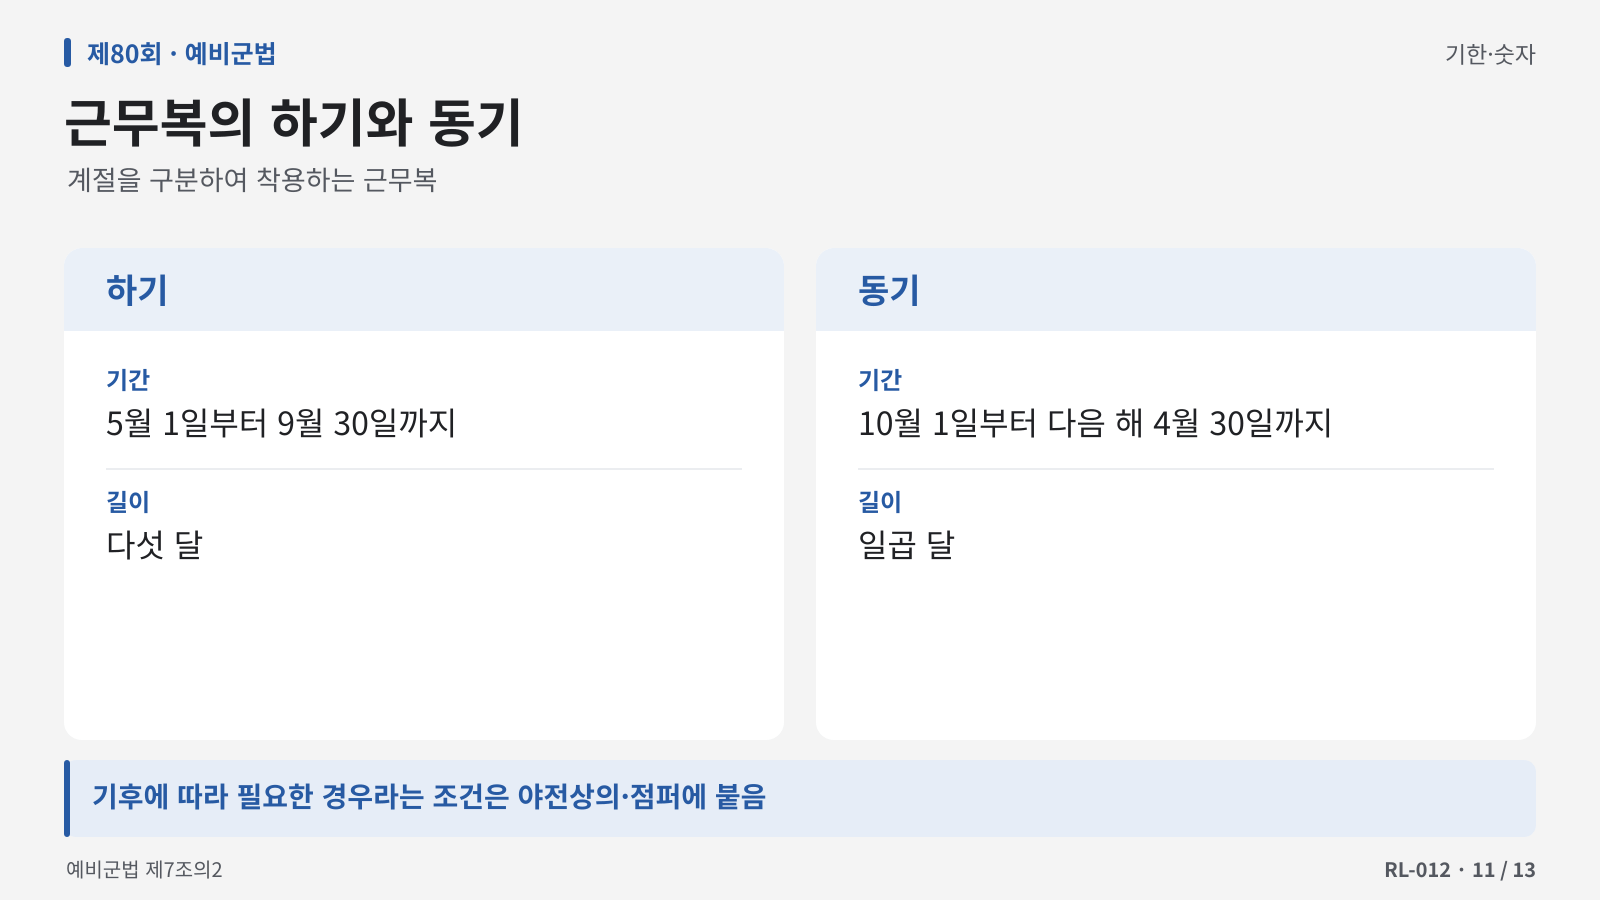 제80회 · 예비군법
기한·숫자
근무복의 하기와 동기
계절을 구분하여 착용하는 근무복
하기
기간
5월 1일부터 9월 30일까지
길이
다섯 달
동기
기간
10월 1일부터 다음 해 4월 30일까지
길이
일곱 달
기후에 따라 필요한 경우라는 조건은 야전상의·점퍼에 붙음
예비군법 제7조의2
RL-012 · 11 / 13